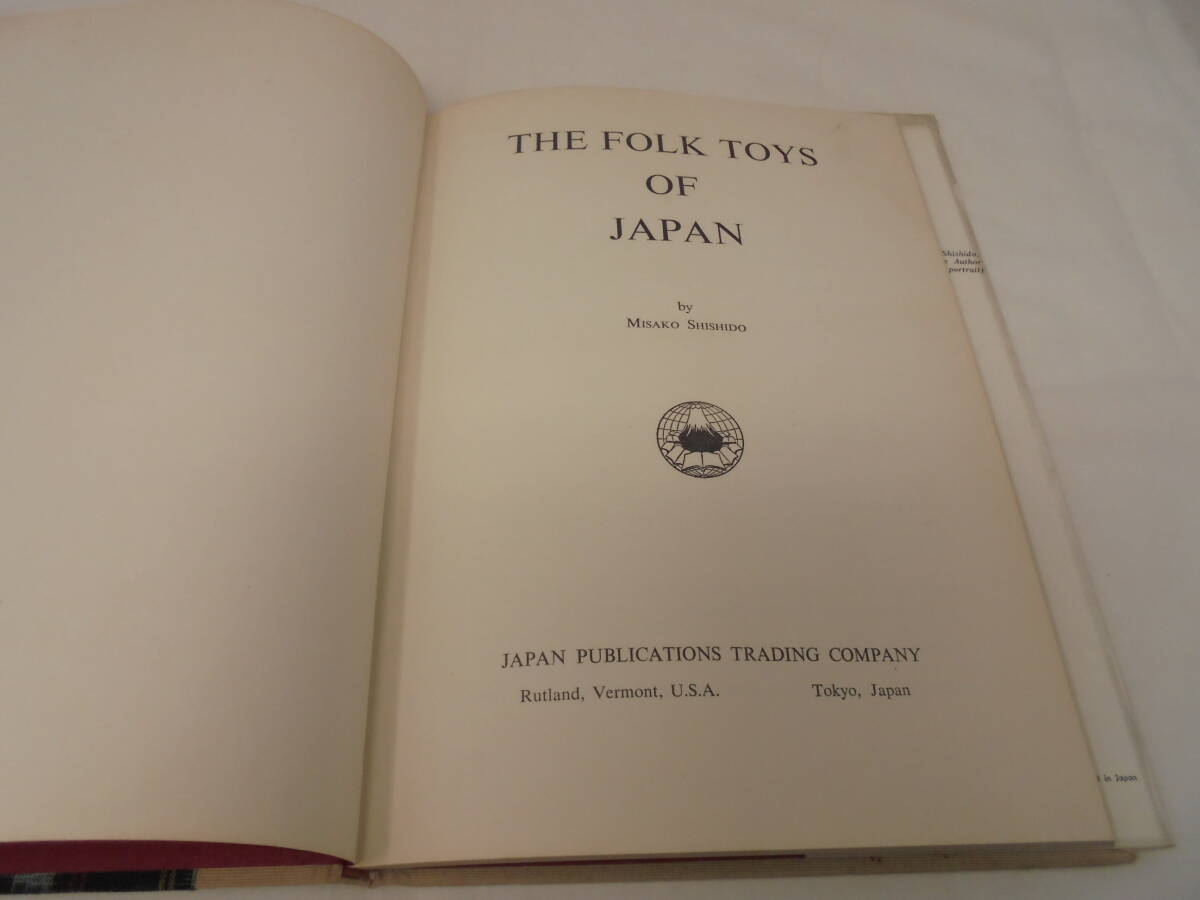 THE FOLK TOYS
OF
JAPAN
by
MISAKO SHISHIDO
JAPAN PUBLICATIONS TRADING COMPANY
Rutland, Vermont, U.S.A. Tokyo, Japan
Shishido,
Author
portrait)
in Japan